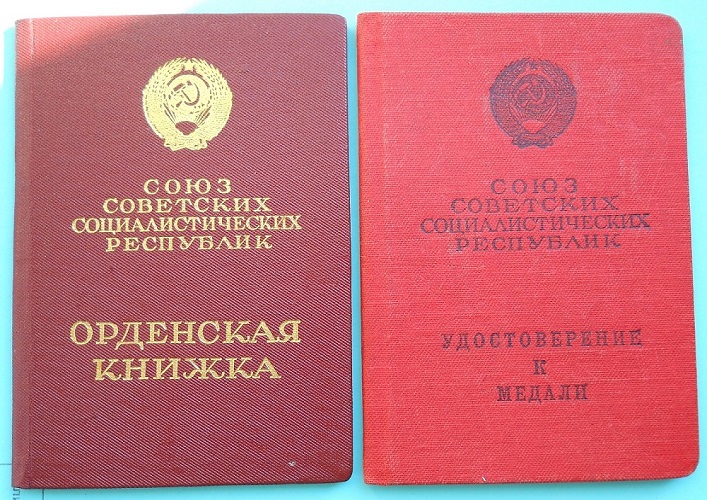 СОЮЗ
СОВЕТСКИХ
СОЦИАЛИСТИЧЕСКИХ
РЕСПУБЛИК
ОРДЕНСКАЯ
КНИЖКА
СОЮЗ
СОВЕТСКИХ
СОЦИАЛИСТИЧЕСКИХ
РЕСПУБЛИК
УДОСТОВЕРЕНИЕ
К
МЕДАЛИ